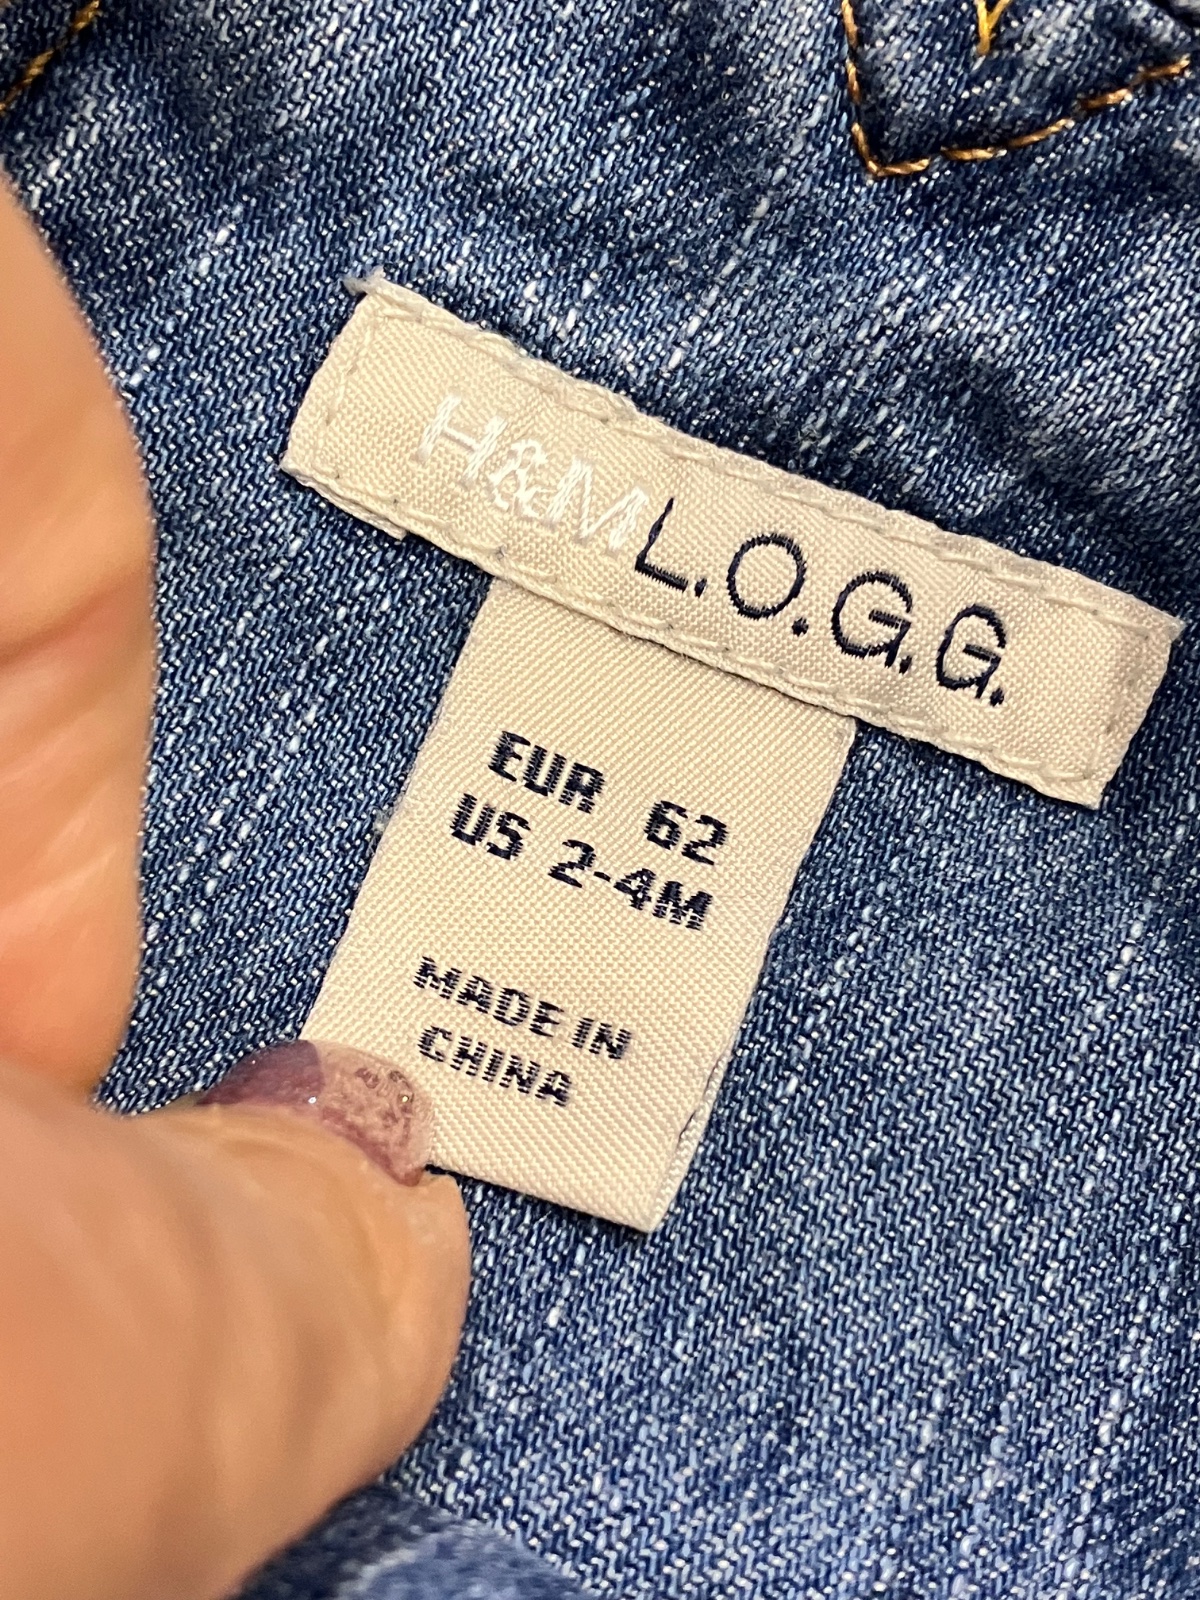 H&M L.O.G.G.
EUR 62
US 2-4M
MADE IN
CHINA